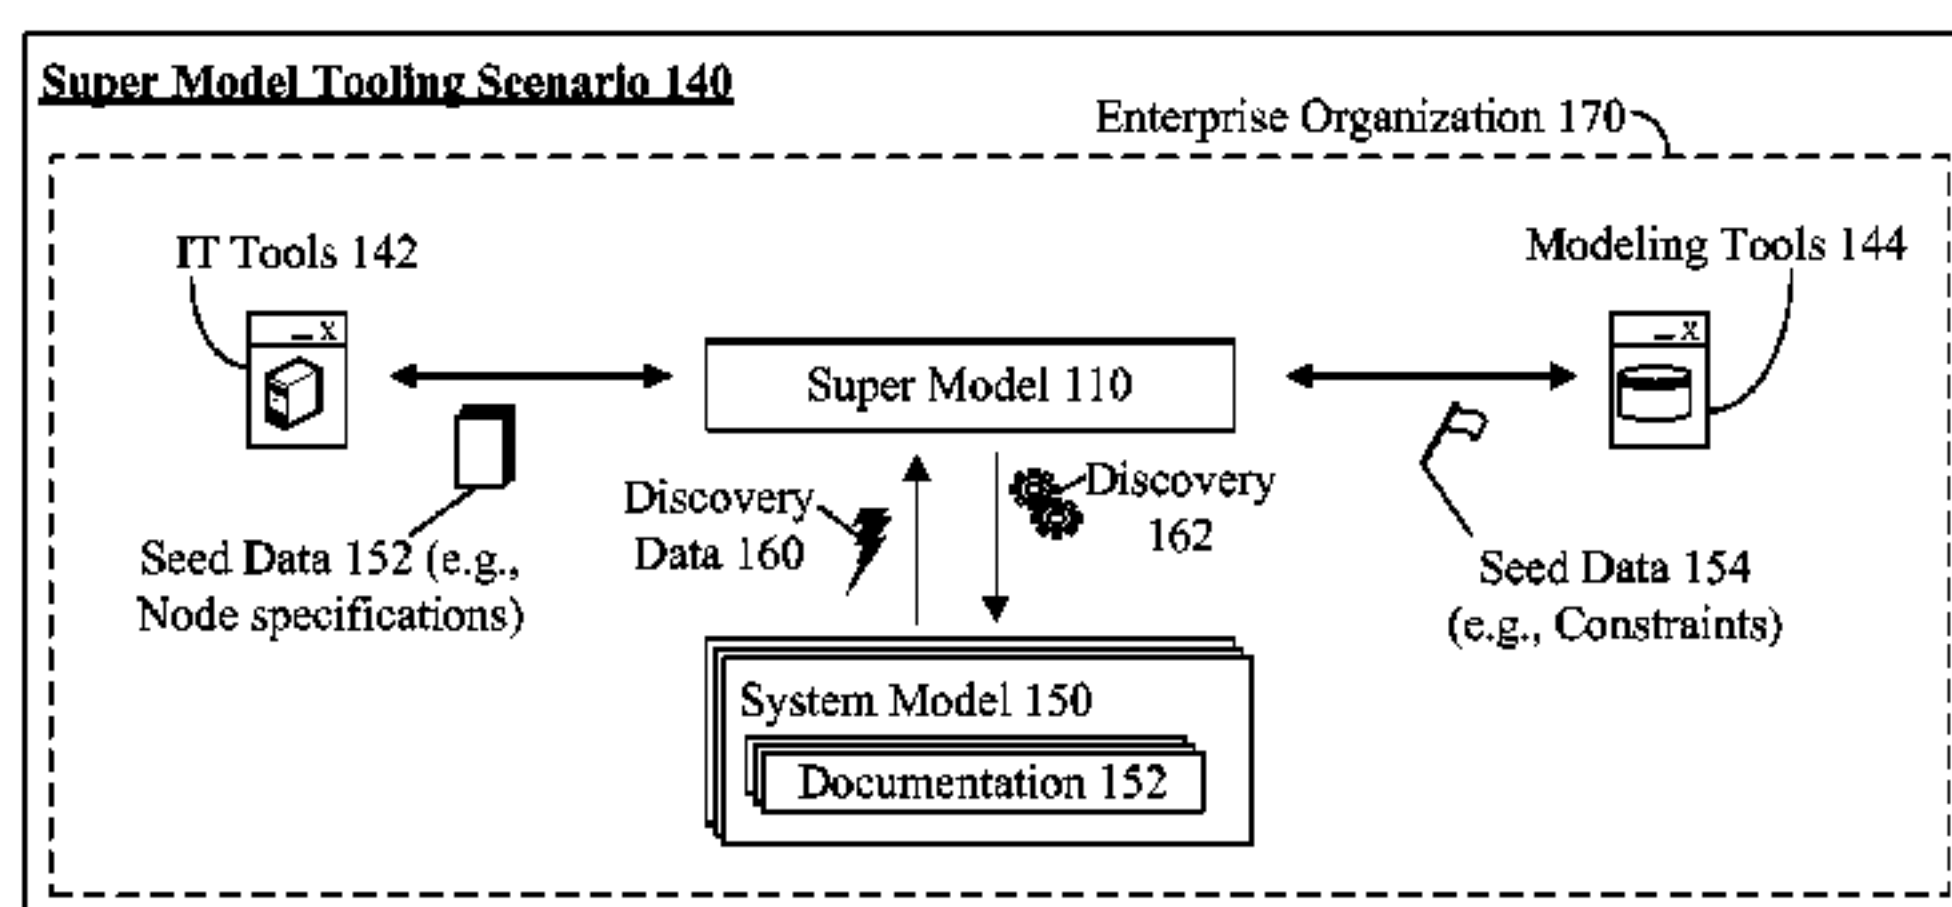 Super Model Tooling Scenario 140
Enterprise Organization 170
IT Tools 142
Modeling Tools 144
_ X
_ X
Super Model 110
Discovery
Data 160
Discovery
162
Seed Data 152 (e.g.,
Node specifications)
Seed Data 154
(e.g., Constraints)
System Model 150
Documentation 152